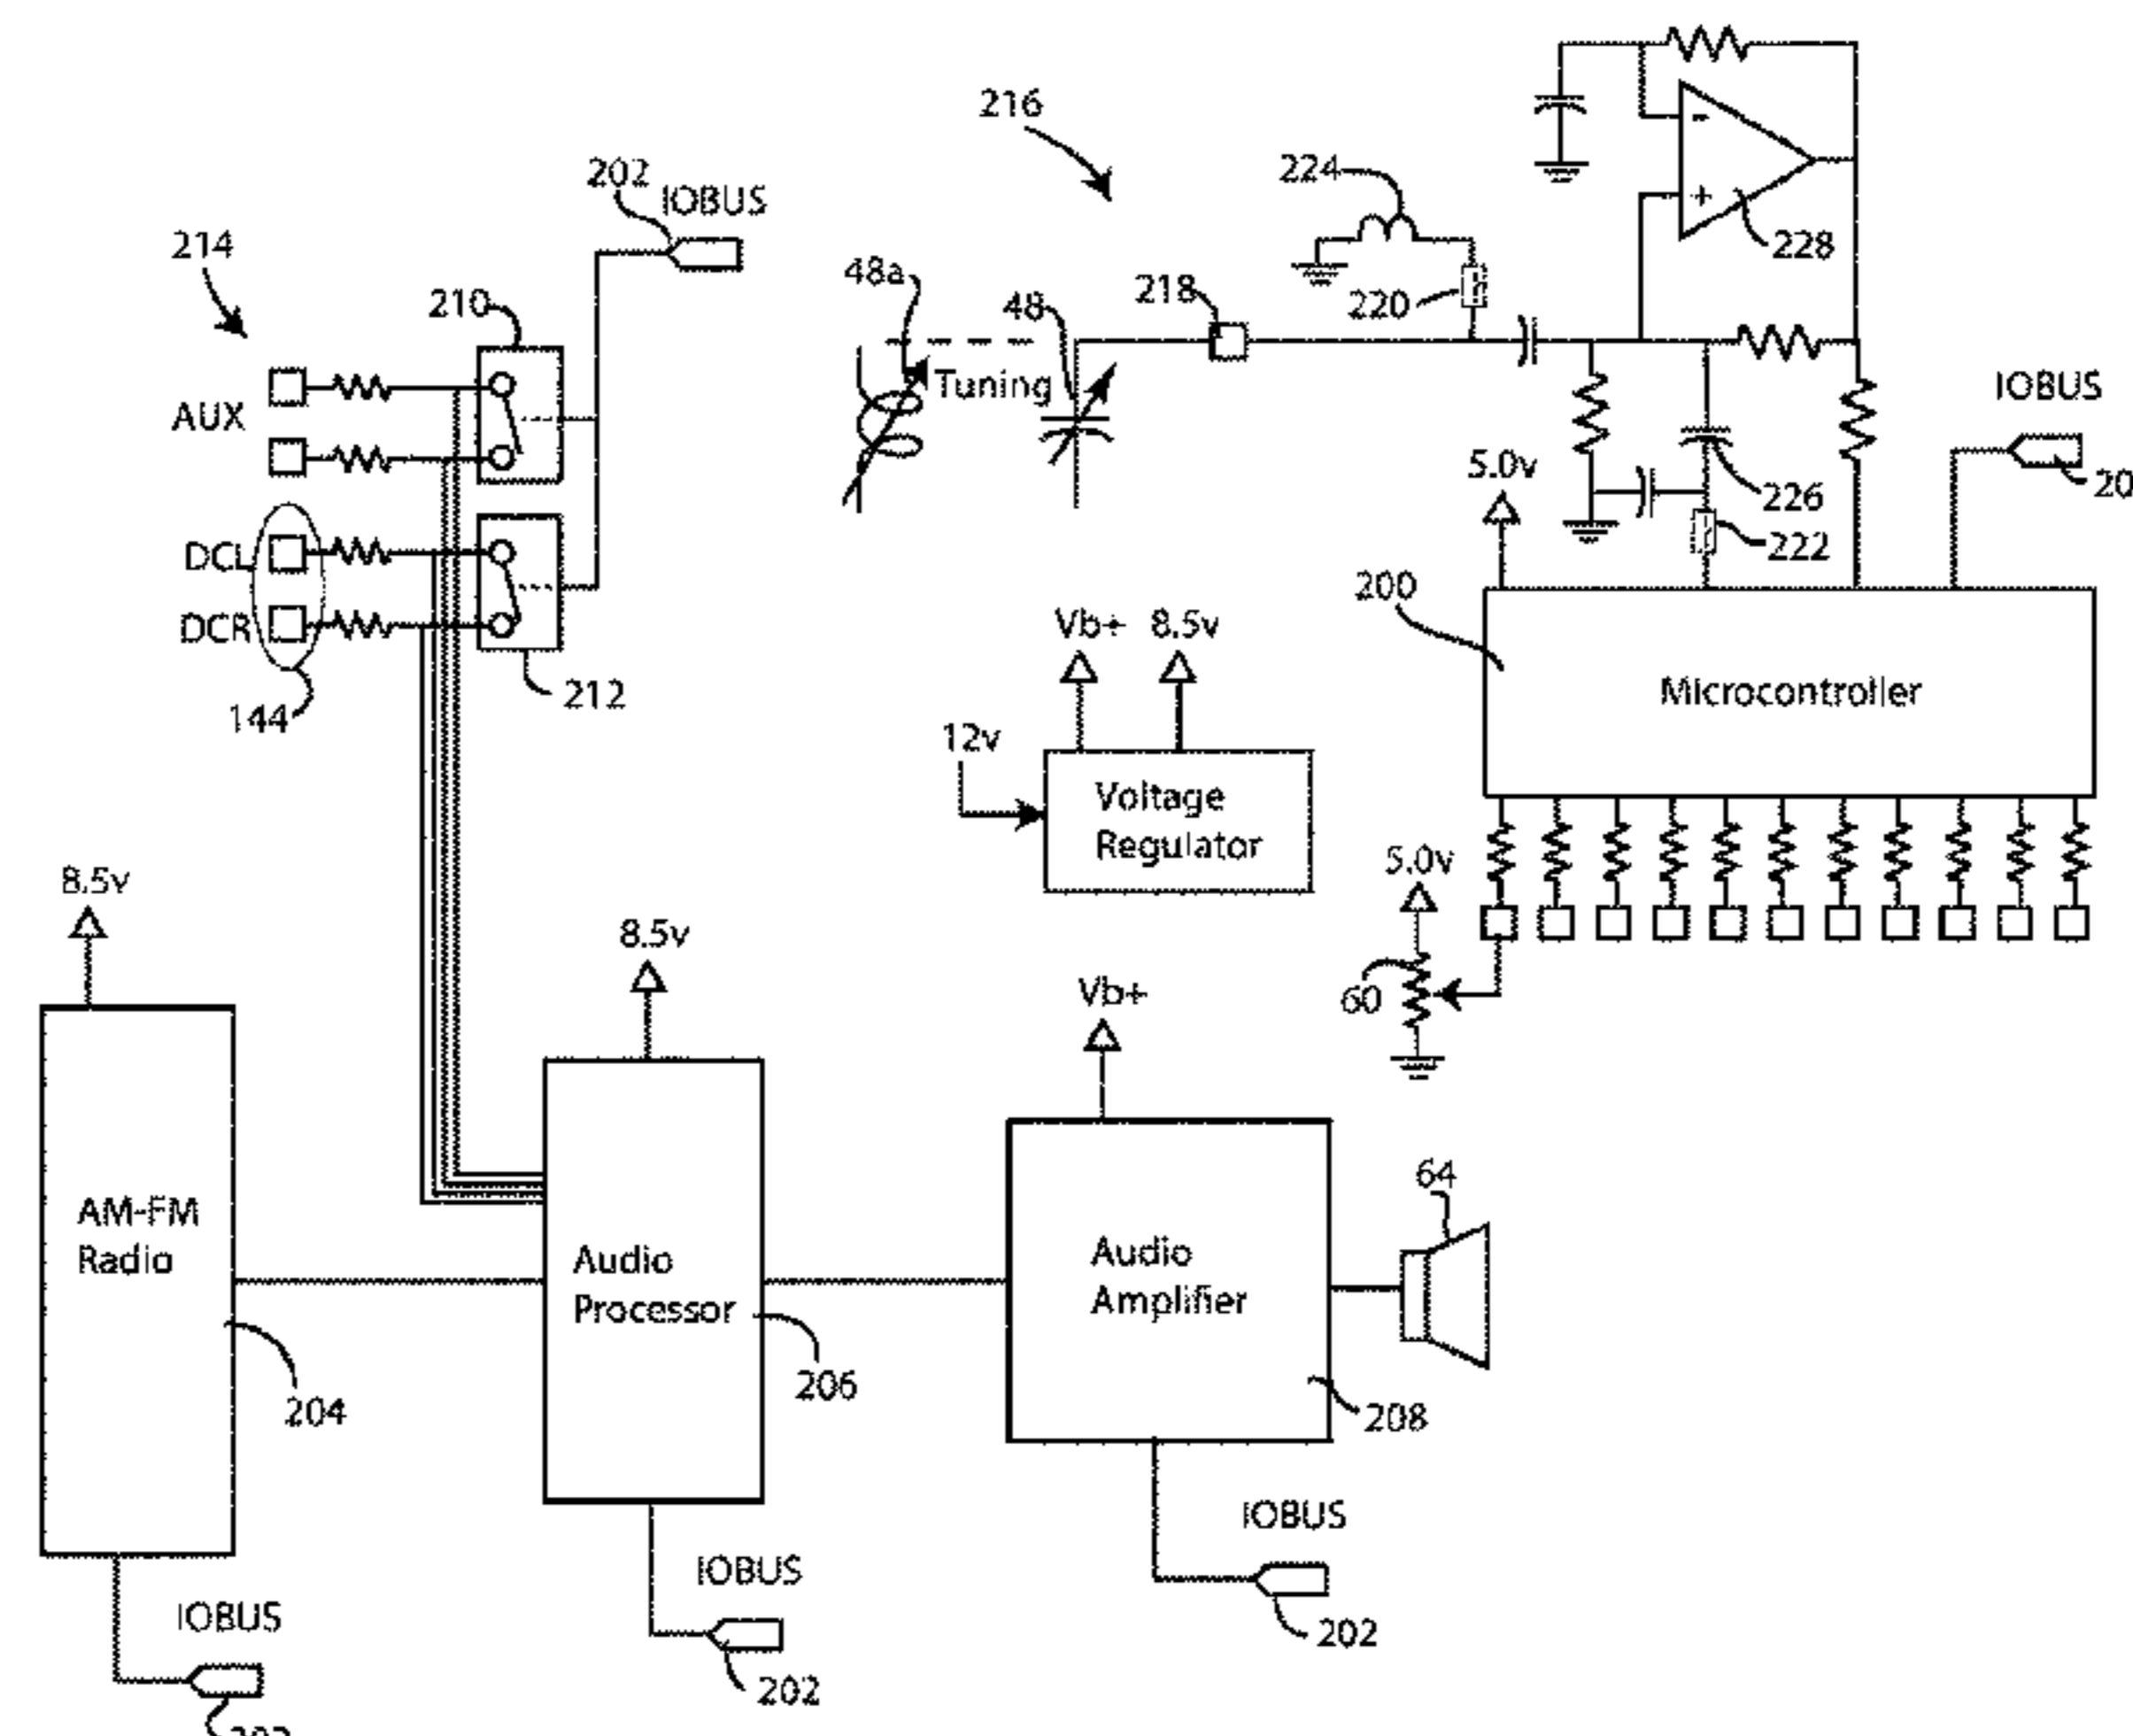 216
224
-
+
228
202
IOBUS
214
210
48a
48
218
220
Tuning
AUX
IOBUS
20
5.0v
226
222
DCL
DCR
144
212
200
Microcontroller
Vb+
8.5v
12v
Voltage
Regulator
5.0v
60
8.5v
8.5v
Vb+
AM-FM
Radio
204
Audio
Processor
206
Audio
Amplifier
208
64
IOBUS
202
IOBUS
202
IOBUS